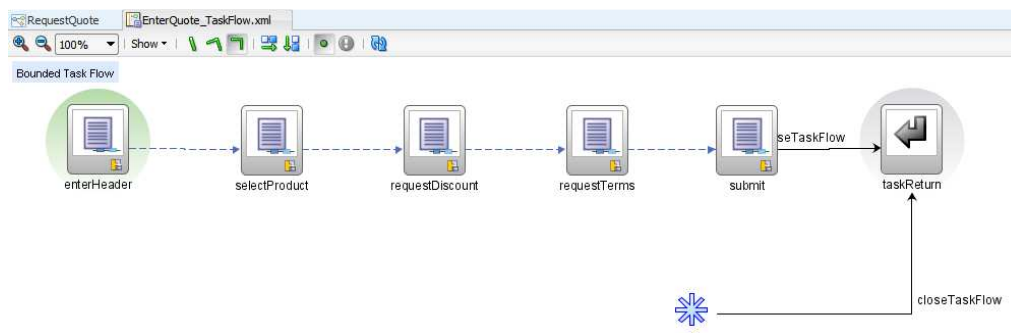 RequestQuote
EnterQuote_TaskFlow.xml
100%
Show
Bounded Task Flow
seTaskFlow
enterHeader
selectProduct
requestDiscount
requestTerms
submit
taskReturn
closeTaskFlow